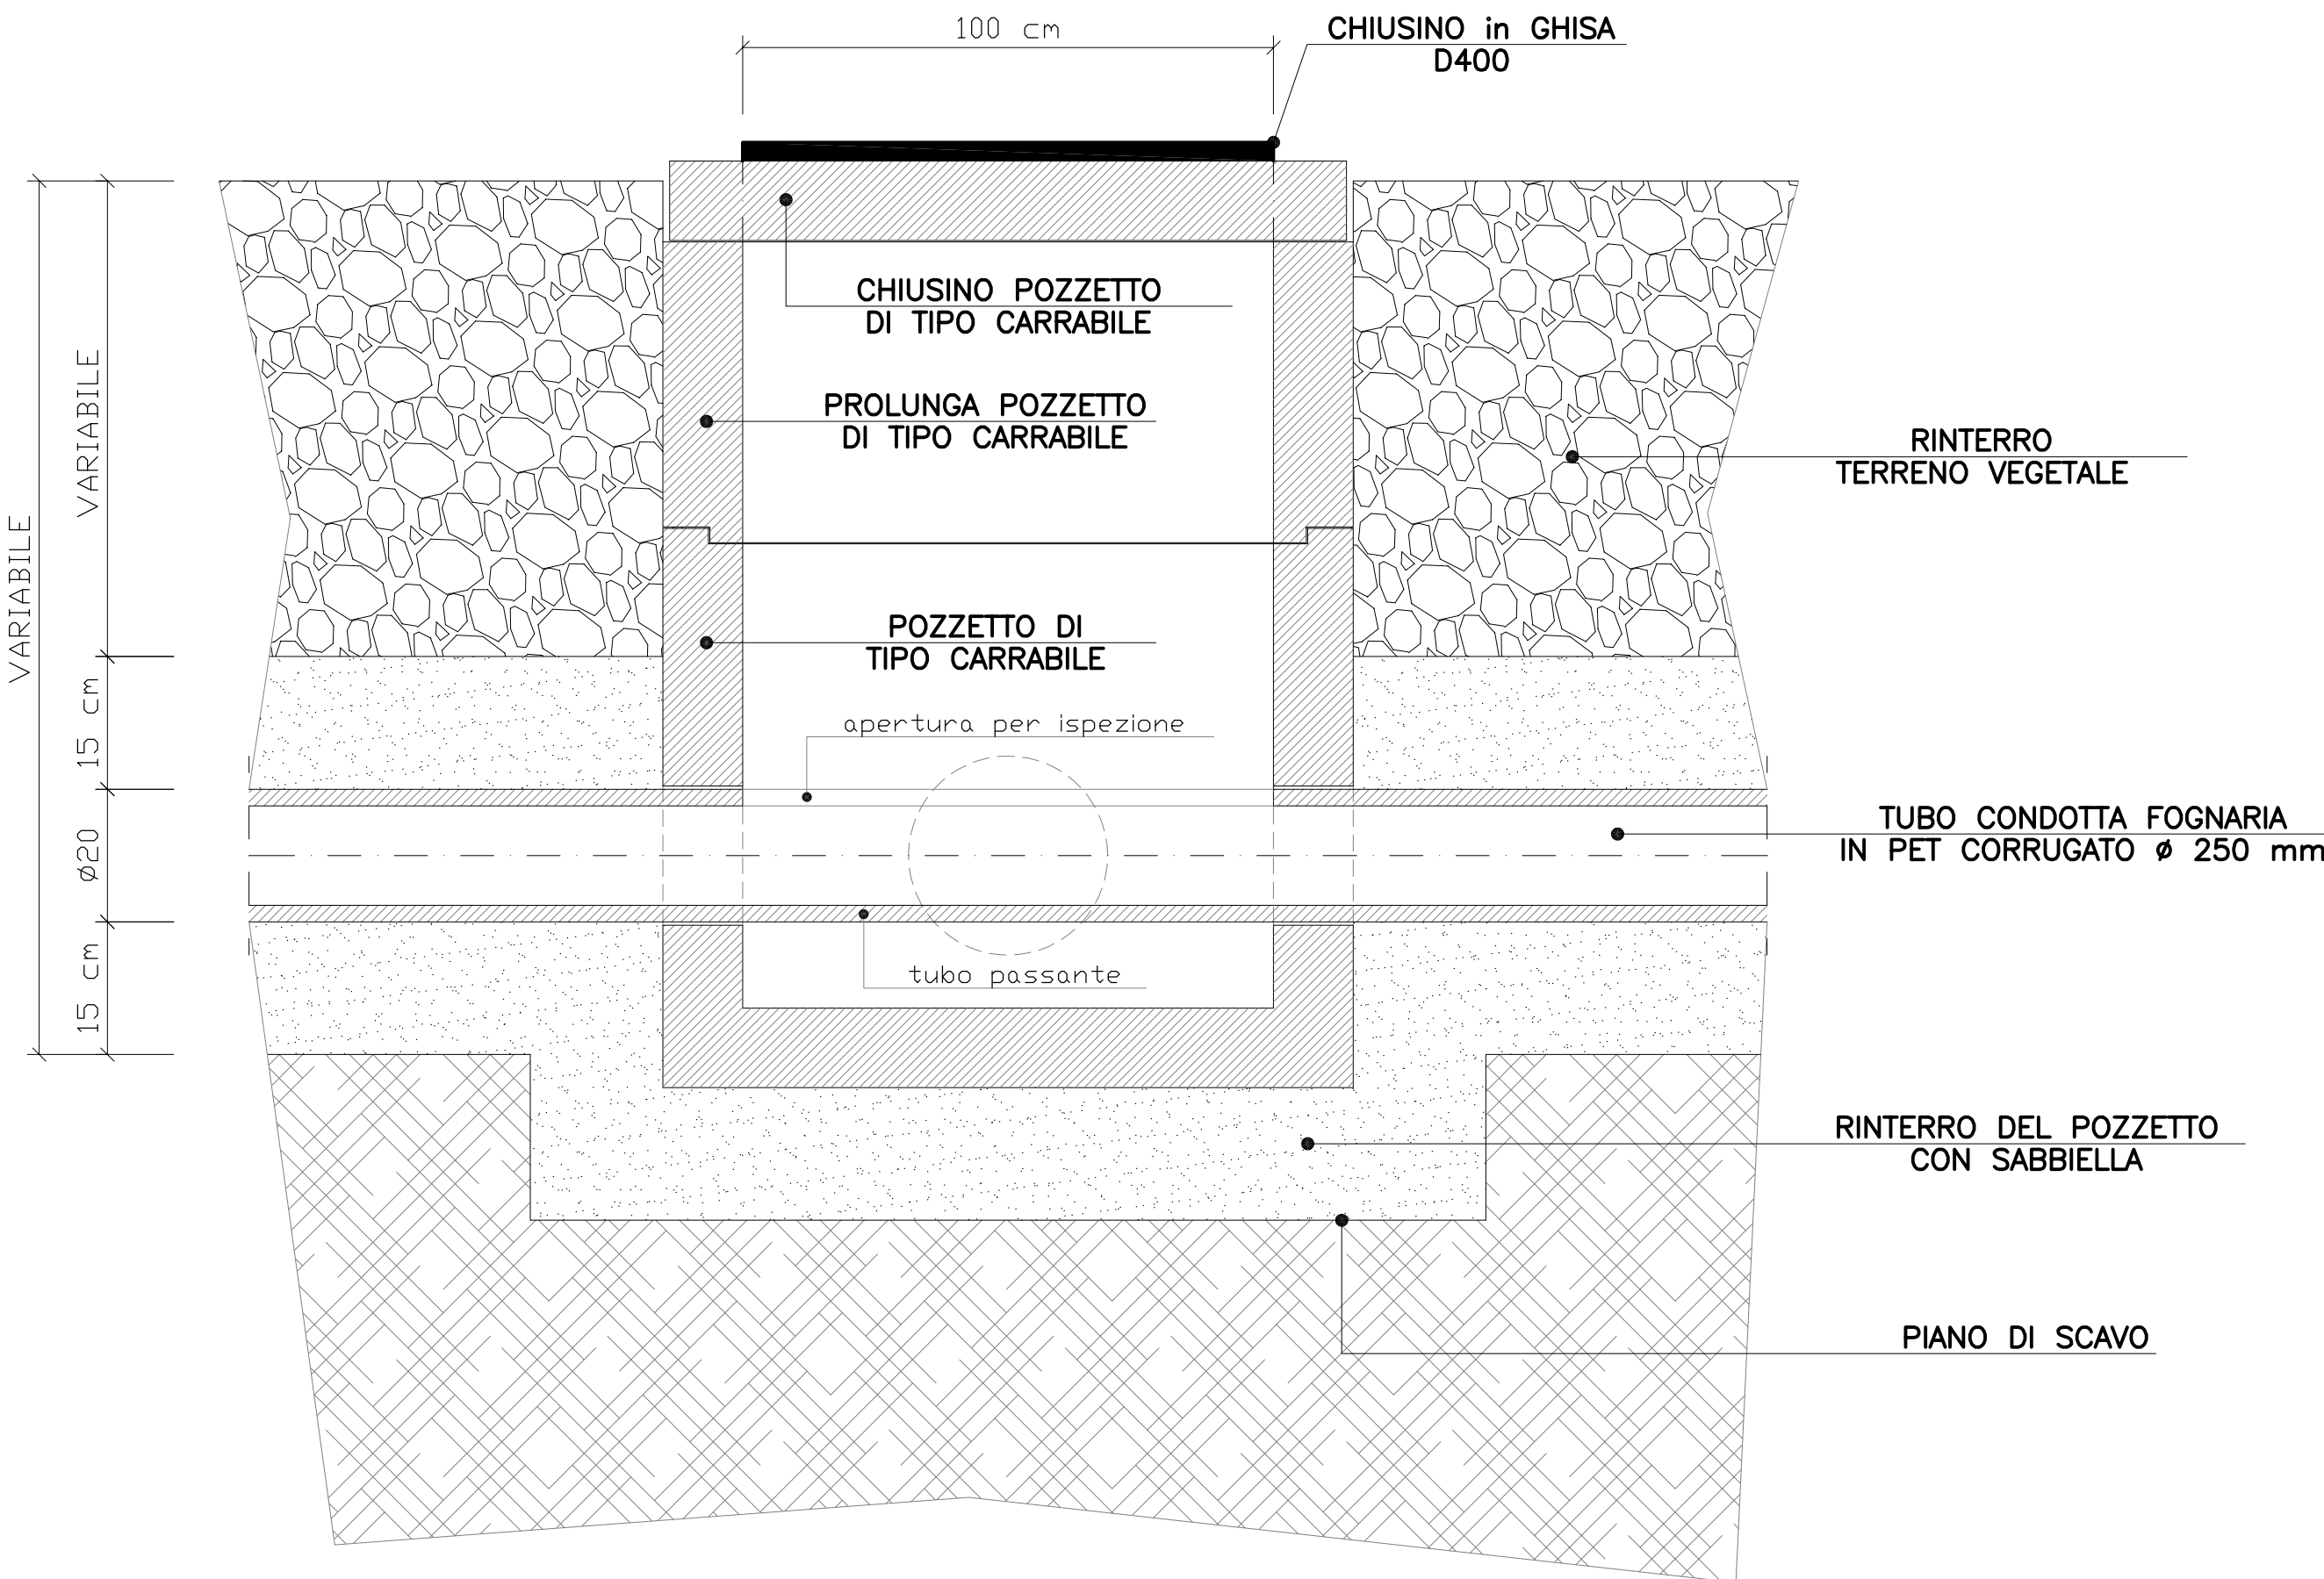 100 cm
CHIUSINO in GHISA
D400
CHIUSINO POZZETTO
DI TIPO CARRABILE
PROLUNGA POZZETTO
DI TIPO CARRABILE
RINTERRO
TERRENO VEGETALE
VARIABILE
VARIABILE
POZZETTO DI
TIPO CARRABILE
15 cm
apertura per ispezione
ø20
TUBO CONDOTTA FOGNARIA
IN PET CORRUGATO ø 250 mm
15 cm
tubo passante
RINTERRO DEL POZZETTO
CON SABBIELLA
PIANO DI SCAVO